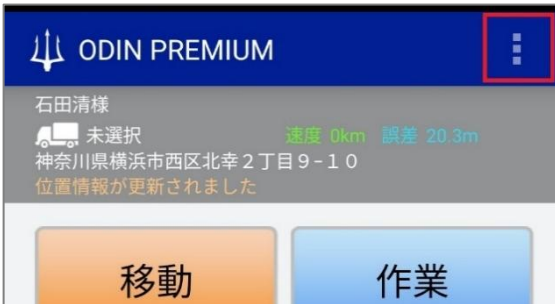 ODIN PREMIUM
石田清様
未選択 速度 0km 誤差 20.3m
神奈川県横浜市西区北幸２丁目９−１０
位置情報が更新されました
移動 作業